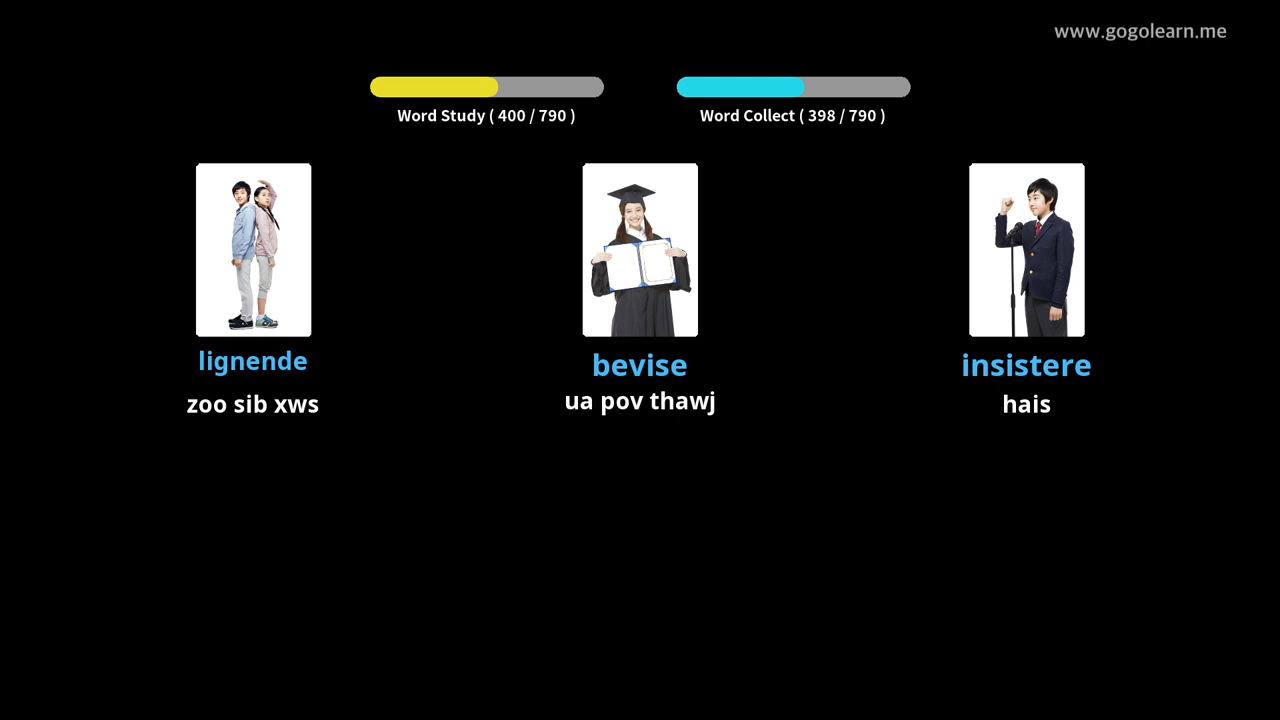 www.gogolearn.me
Word Study ( 400 / 790 )
Word Collect ( 398 / 790 )
lignende
zoo sib xws
bevise
ua pov thawj
insistere
hais